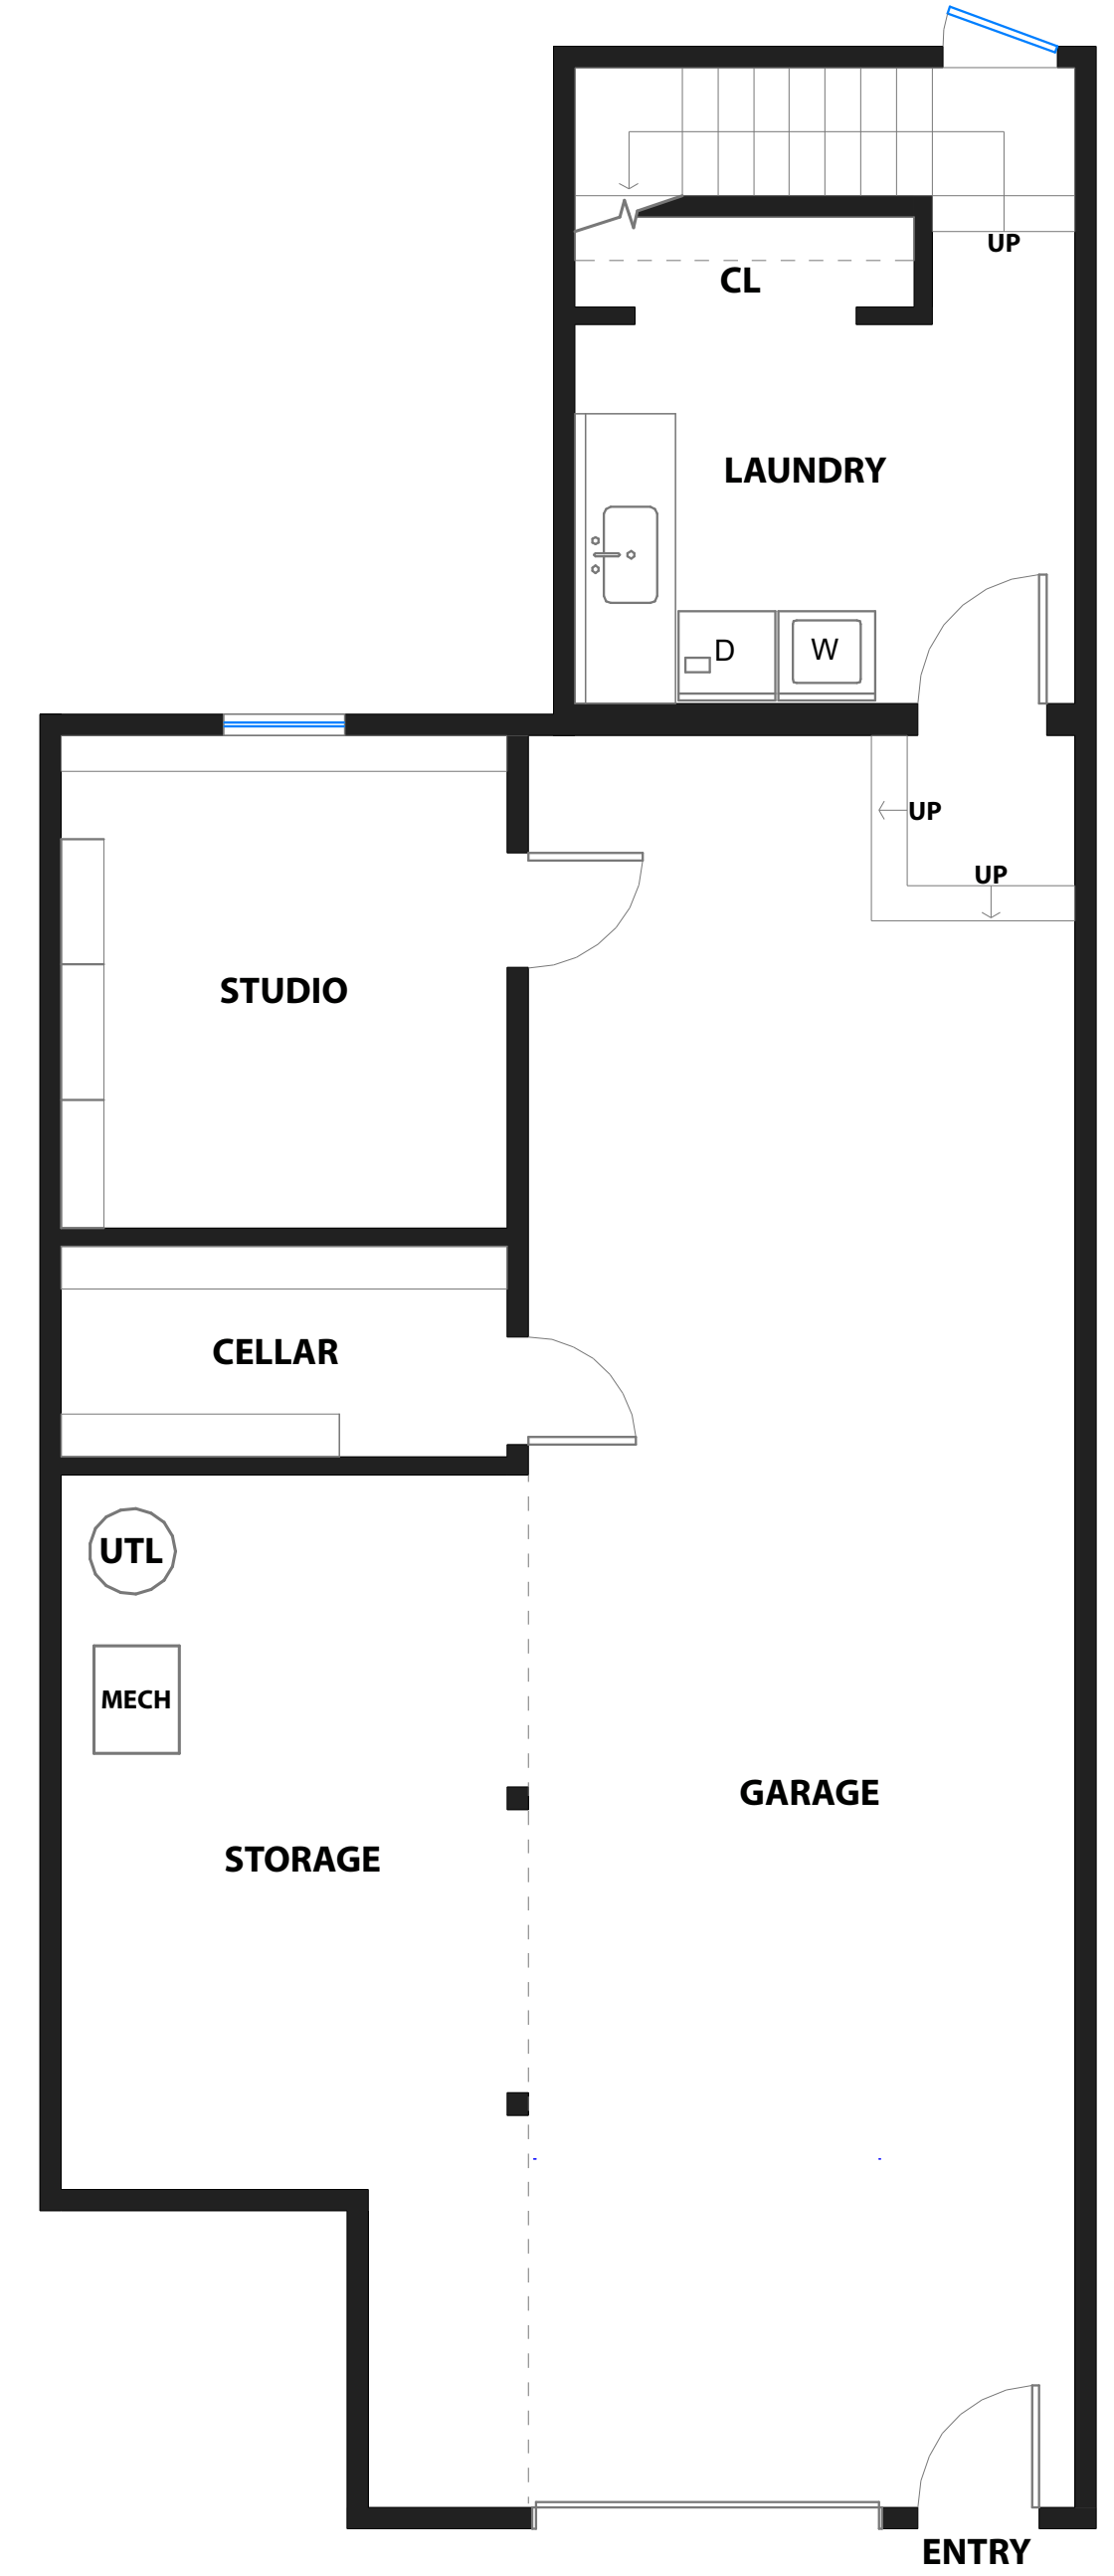 UP
CL
LAUNDRY
D
W
UP
UP
STUDIO
CELLAR
UTL
MECH
GARAGE
STORAGE
ENTRY